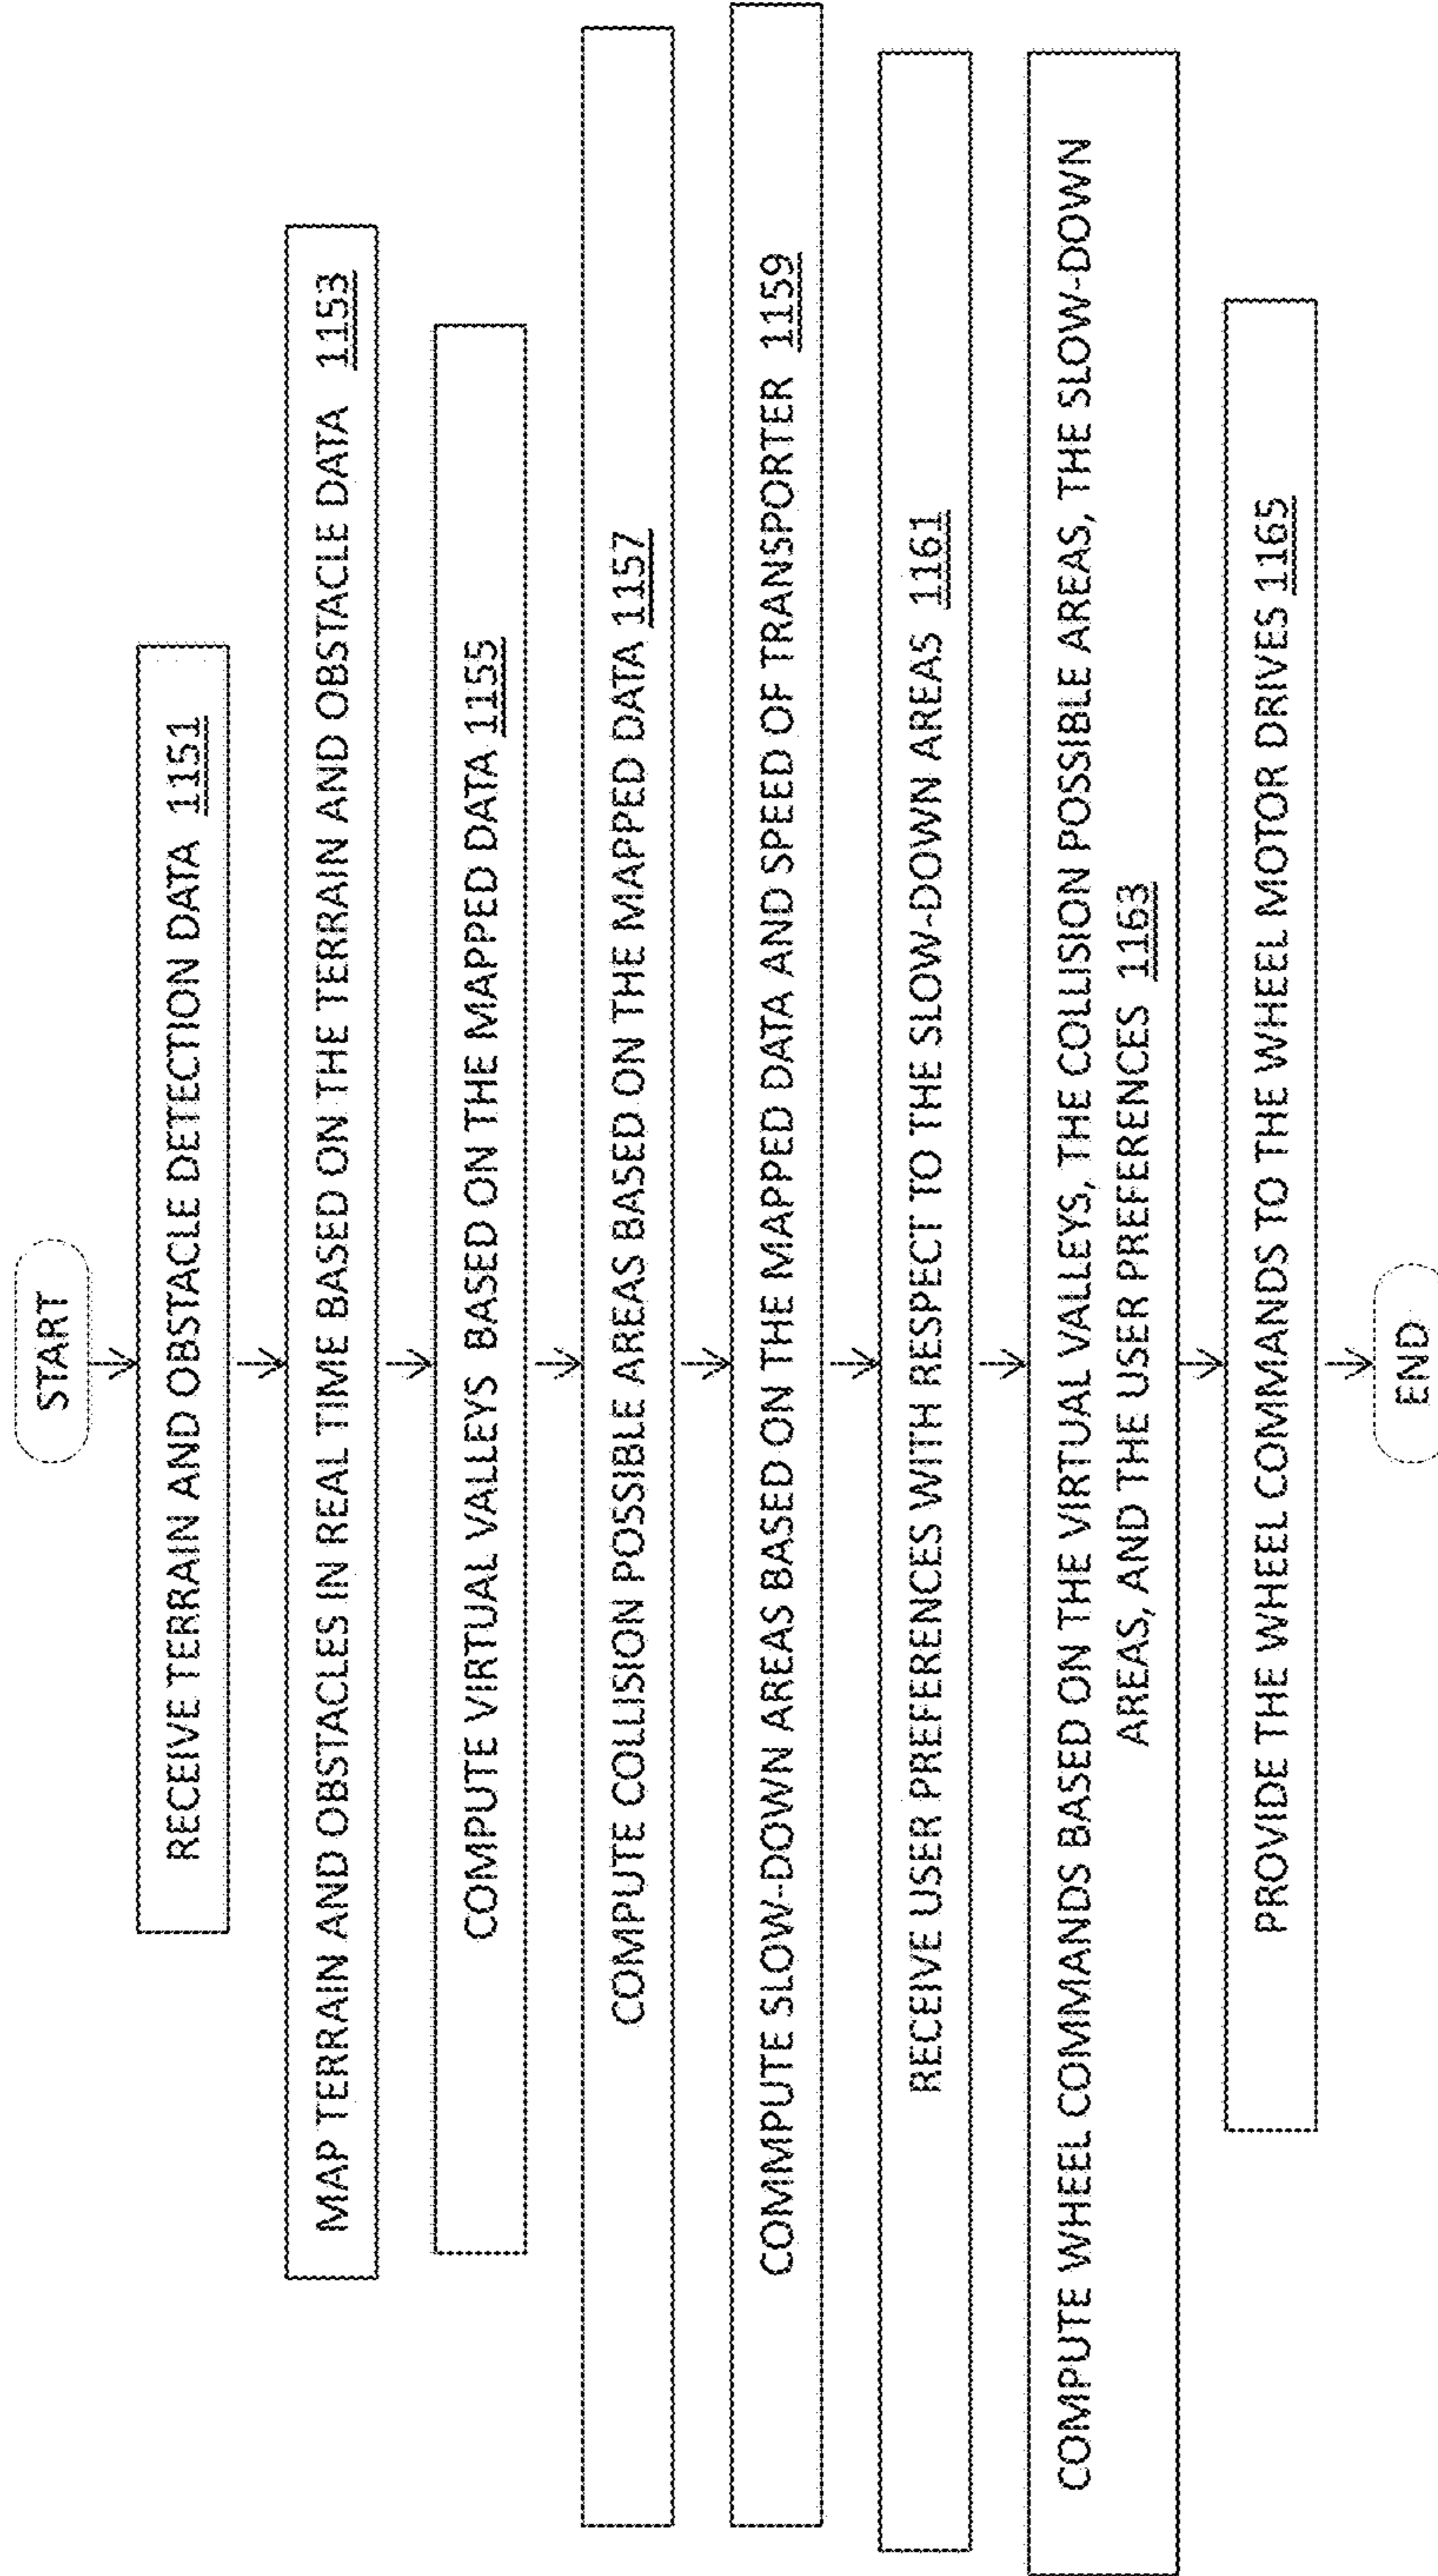 START
RECEIVE TERRAIN AND OBSTACLE DETECTION DATA 1151
MAP TERRAIN AND OBSTACLES IN REAL TIME BASED ON THE TERRAIN AND OBSTACLE DATA 1153
COMPUTE VIRTUAL VALLEYS BASED ON THE MAPPED DATA 1155
COMPUTE COLLISION POSSIBLE AREAS BASED ON THE MAPPED DATA 1157
COMMPUTE SLOW-DOWN AREAS BASED ON THE MAPPED DATA AND SPEED OF TRANSPORTER 1159
RECEIVE USER PREFERENCES WITH RESPECT TO THE SLOW-DOWN AREAS 1161
COMPUTE WHEEL COMMANDS BASED ON THE VIRTUAL VALLEYS, THE COLLISION POSSIBLE AREAS, THE SLOW-DOWN
AREAS, AND THE USER PREFERENCES 1163
PROVIDE THE WHEEL COMMANDS TO THE WHEEL MOTOR DRIVES 1165
END